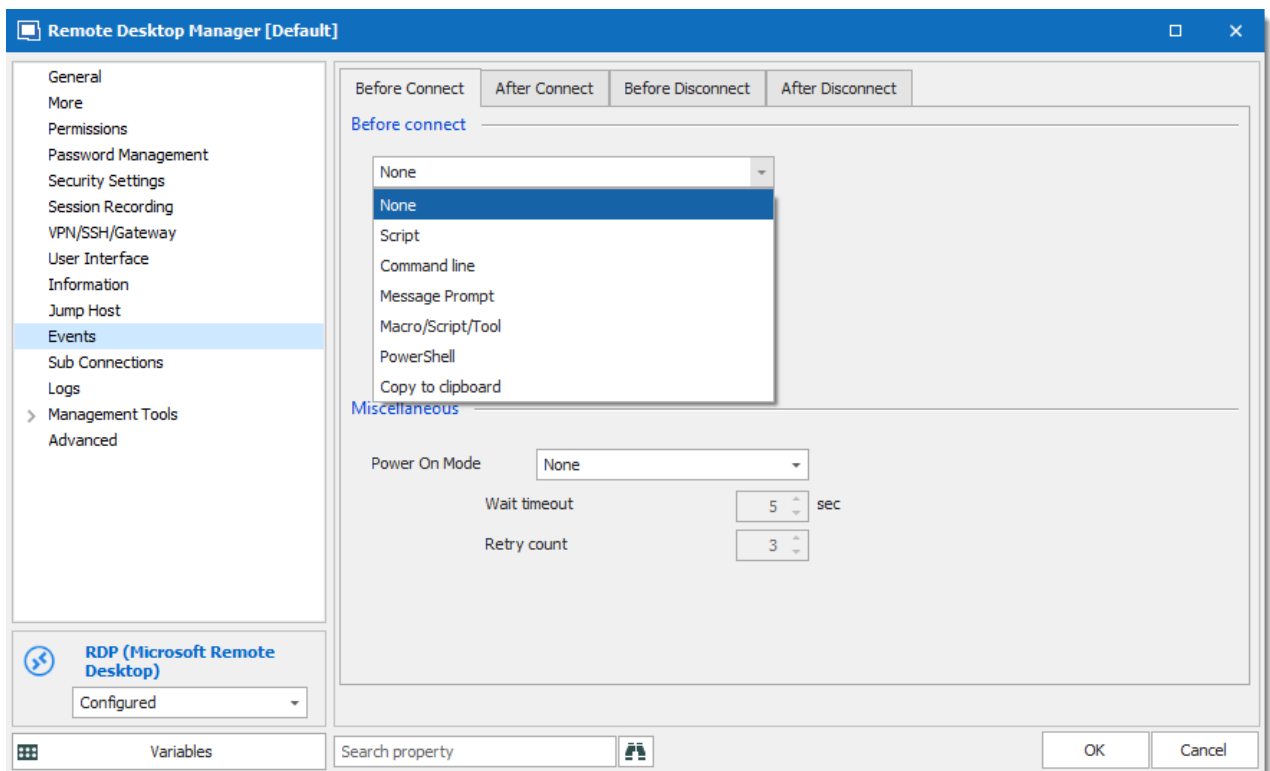 Remote Desktop Manager [Default]
General
More
Permissions
Password Management
Security Settings
Session Recording
VPN/SSH/Gateway
User Interface
Information
Jump Host
Events
Sub Connections
Logs
Management Tools
Advanced
RDP (Microsoft Remote
Desktop)
Configured
Variables
Before Connect After Connect Before Disconnect After Disconnect
Before connect
None
None
Script
Command line
Message Prompt
Macro/Script/Tool
PowerShell
Copy to clipboard
Miscellaneous
Power On Mode None
Wait timeout 5 sec
Retry count 3
Search property
OK Cancel